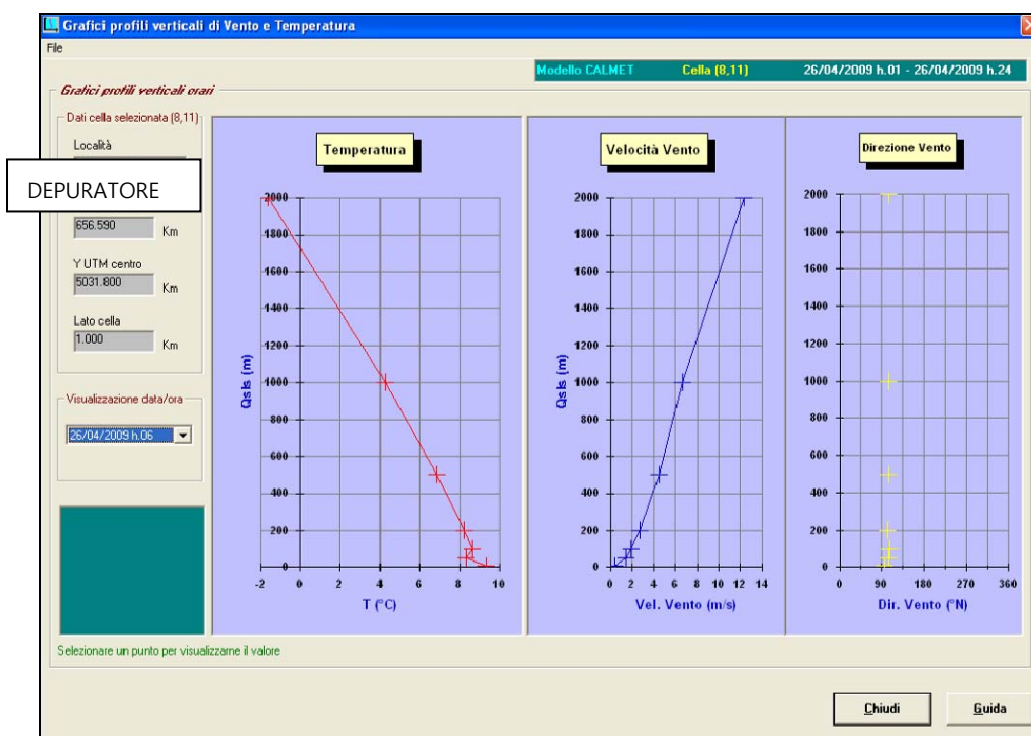 Grafici profili verticali di Vento e Temperatura
File
Modello CALMET Cella (8,11) 26/04/2009 h.01 - 26/04/2009 h.24
Grafici profili verticali orari
Dati cella selezionata (8,11)
Località
DEPURATORE
656.590 Km
Y UTM centro
5031.800 Km
Lato cella
1.000 Km
Visualizzazione data/ora
26/04/2009 h.06
Temperatura
2000
1800
1600
1400
1200
1000
800
600
400
200
0
Qsls (m)
-2 0 2 4 6 8 10
T (°C)
Velocità Vento
2000
1800
1600
1400
1200
1000
800
600
400
200
0
Qsls (m)
0 2 4 6 8 10 12 14
Vel. Vento (m/s)
Direzione Vento
2000
1800
1600
1400
1200
1000
800
600
400
200
0
0 90 180 270 360
Dir. Vento (°N)
Selezionare un punto per visualizzarne il valore
Chiudi Guida